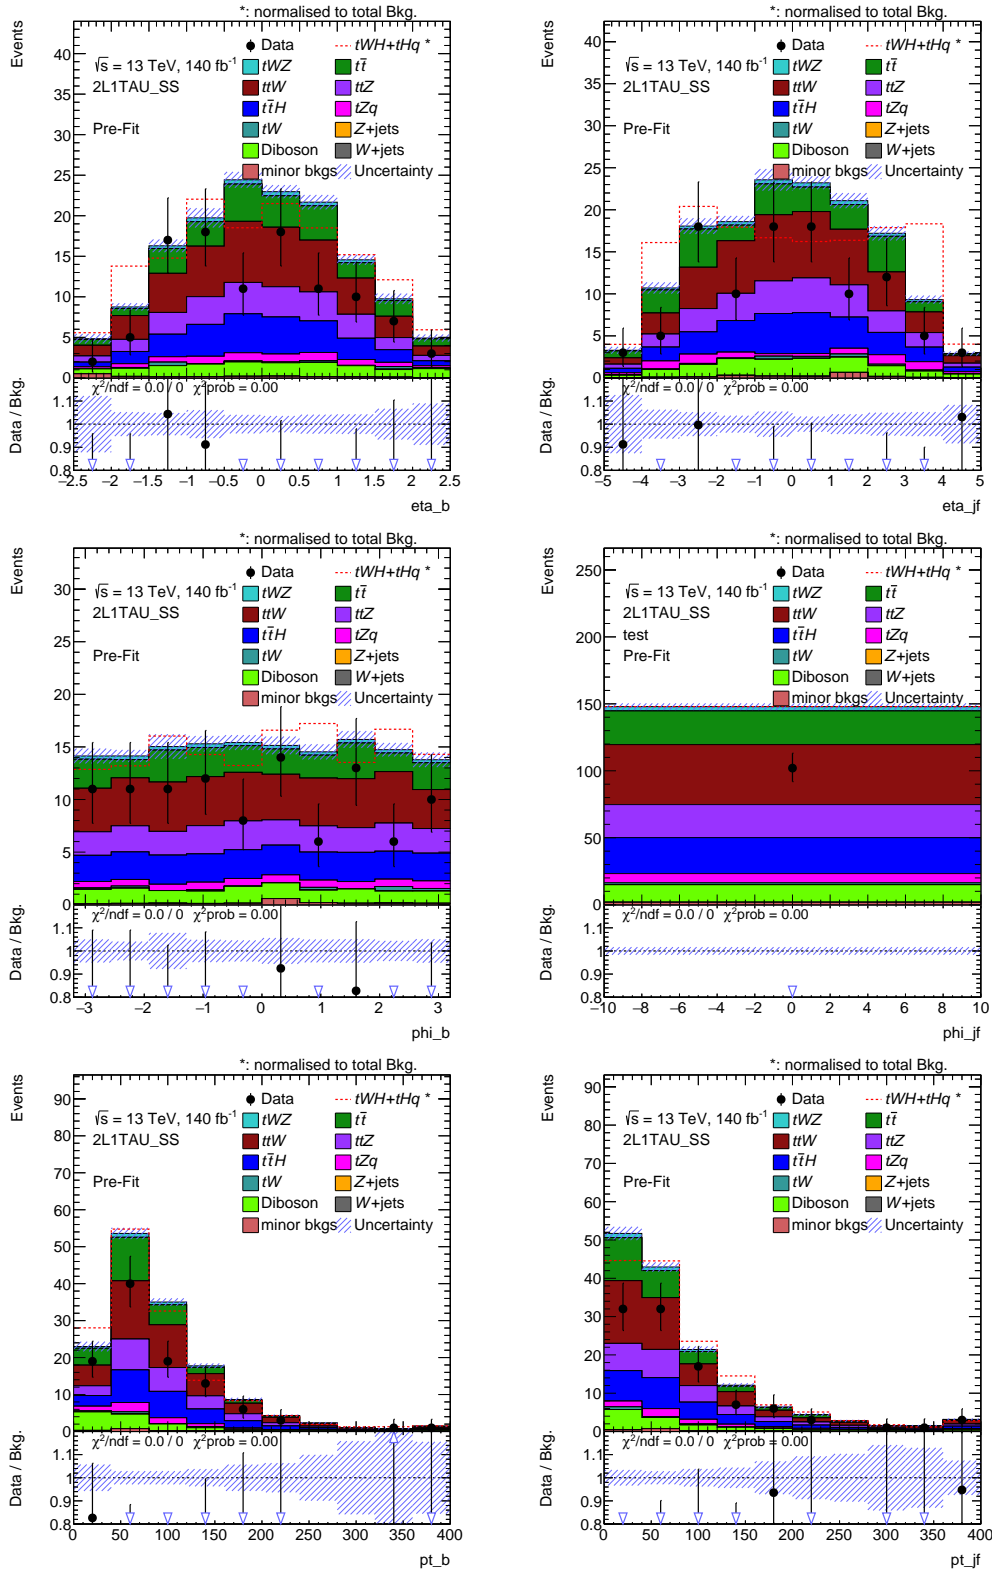 *: normalised to total Bkg.
Events
√s = 13 TeV, 140 fb⁻¹
2L1TAU_SS
Pre-Fit
Data
tWH+tHq *
tWZ
tt̄
ttW
ttZ
tt̄H
tZq
tW
Z+jets
Diboson
W+jets
minor bkgs
Uncertainty
40
35
30
25
20
15
10
5
0
Data / Bkg.
χ²/ndf = 0.0 / 0 χ²prob = 0.00
1.1
1
0.9
0.8
−2.5 −2 −1.5 −1 −0.5 0 0.5 1 1.5 2 2.5
eta_b
*: normalised to total Bkg.
Events
√s = 13 TeV, 140 fb⁻¹
2L1TAU_SS
Pre-Fit
Data
tWH+tHq *
tWZ
tt̄
ttW
ttZ
tt̄H
tZq
tW
Z+jets
Diboson
W+jets
minor bkgs
Uncertainty
40
35
30
25
20
15
10
5
0
Data / Bkg.
χ²/ndf = 0.0 / 0 χ²prob = 0.00
1.1
1
0.9
0.8
−5 −4 −3 −2 −1 0 1 2 3 4 5
eta_jf
*: normalised to total Bkg.
Events
√s = 13 TeV, 140 fb⁻¹
2L1TAU_SS
Pre-Fit
Data
tWH+tHq *
tWZ
tt̄
ttW
ttZ
tt̄H
tZq
tW
Z+jets
Diboson
W+jets
minor bkgs
Uncertainty
30
25
20
15
10
5
0
Data / Bkg.
χ²/ndf = 0.0 / 0 χ²prob = 0.00
1.1
1
0.9
0.8
−3 −2 −1 0 1 2 3
phi_b
*: normalised to total Bkg.
Events
√s = 13 TeV, 140 fb⁻¹
2L1TAU_SS
test
Pre-Fit
Data
tWH+tHq *
tWZ
tt̄
ttW
ttZ
tt̄H
tZq
tW
Z+jets
Diboson
W+jets
minor bkgs
Uncertainty
250
200
150
100
50
0
Data / Bkg.
χ²/ndf = 0.0 / 0 χ²prob = 0.00
1.1
1
0.9
0.8
−10 −8 −6 −4 −2 0 2 4 6 8 10
phi_jf
*: normalised to total Bkg.
Events
√s = 13 TeV, 140 fb⁻¹
2L1TAU_SS
Pre-Fit
Data
tWH+tHq *
tWZ
tt̄
ttW
ttZ
tt̄H
tZq
tW
Z+jets
Diboson
W+jets
minor bkgs
Uncertainty
90
80
70
60
50
40
30
20
10
0
Data / Bkg.
χ²/ndf = 0.0 / 0 χ²prob = 0.00
1.1
1
0.9
0.8
0 50 100 150 200 250 300 350 400
pt_b
*: normalised to total Bkg.
Events
√s = 13 TeV, 140 fb⁻¹
2L1TAU_SS
Pre-Fit
Data
tWH+tHq *
tWZ
tt̄
ttW
ttZ
tt̄H
tZq
tW
Z+jets
Diboson
W+jets
minor bkgs
Uncertainty
90
80
70
60
50
40
30
20
10
0
Data / Bkg.
χ²/ndf = 0.0 / 0 χ²prob = 0.00
1.1
1
0.9
0.8
0 50 100 150 200 250 300 350 400
pt_jf